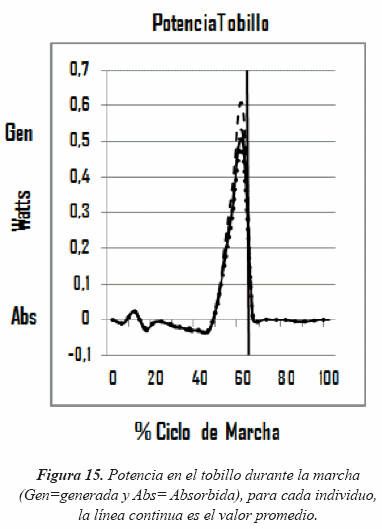 PotenciaTobillo
0,7
0,6
Gen
0,5
0,4
Watts
0,3
0,2
0,1
Abs
0
-0,1
0 20 40 60 80 100
% Ciclo de Marcha
Figura 15. Potencia en el tobillo durante la marcha
(Gen=generada y Abs= Absorbida), para cada individuo,
la línea continua es el valor promedio.